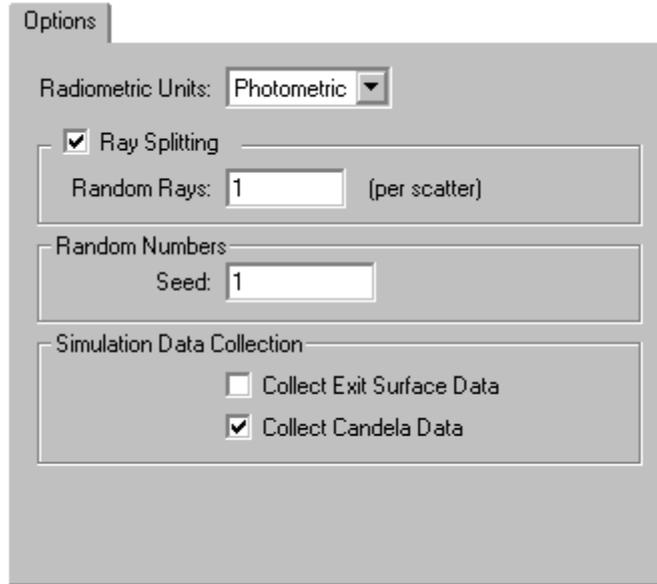 Options
Radiometric Units: Photometric
Ray Splitting
Random Rays: 1 (per scatter)
Random Numbers
Seed: 1
Simulation Data Collection
Collect Exit Surface Data
Collect Candela Data